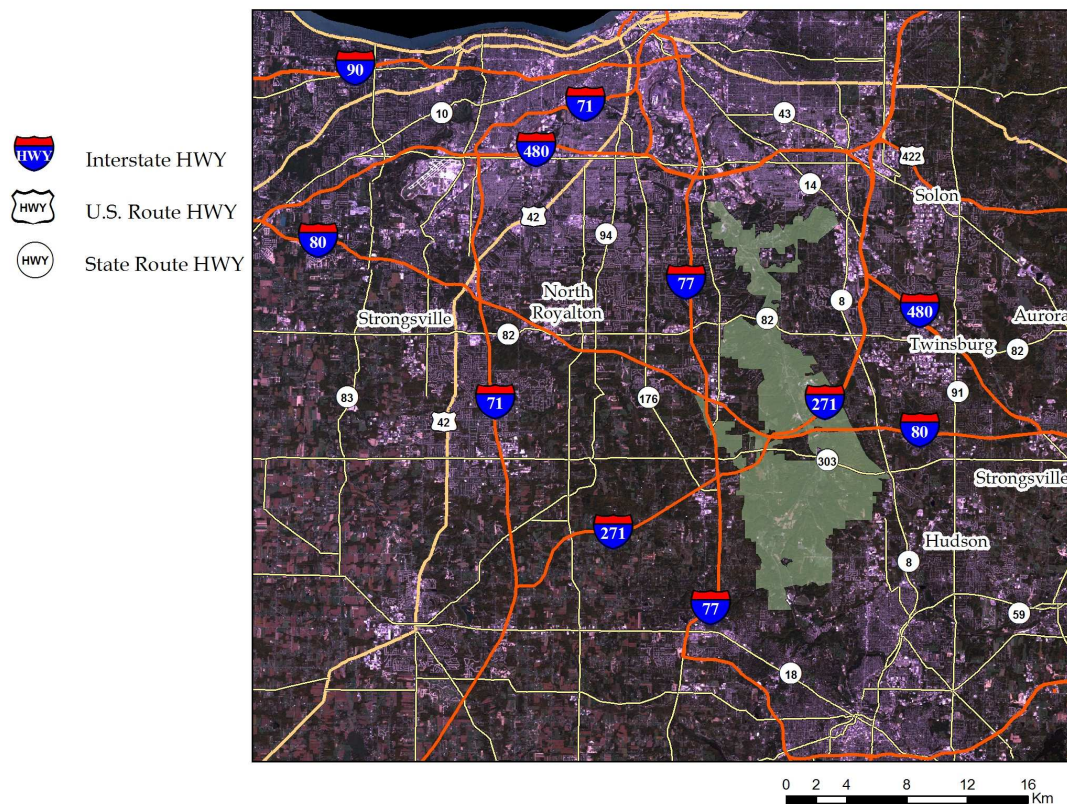 90
71
10
43
HWY
Interstate HWY
480
422
14
HWY
U.S. Route HWY
Solon
42
94
HWY
State Route HWY
80
77
North
Royalton
8
480
Strongsville
82
82
Aurora
Twinsburg
82
83
71
176
271
91
42
80
303
Strongsville
271
Hudson
8
77
59
18
0 2 4 8 12 16
Km